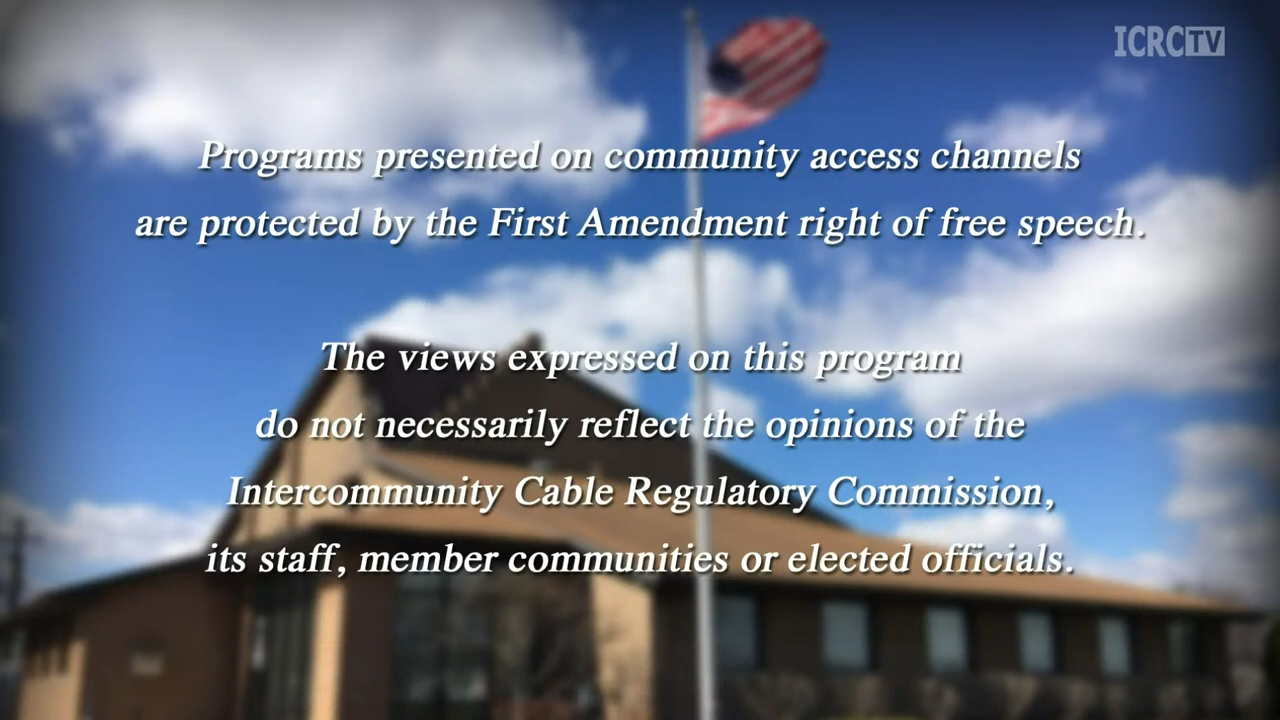 ICRCTV
Programs presented on community access channels
are protected by the First Amendment right of free speech.
The views expressed on this program
do not necessarily reflect the opinions of the
Intercommunity Cable Regulatory Commission,
its staff, member communities or elected officials.